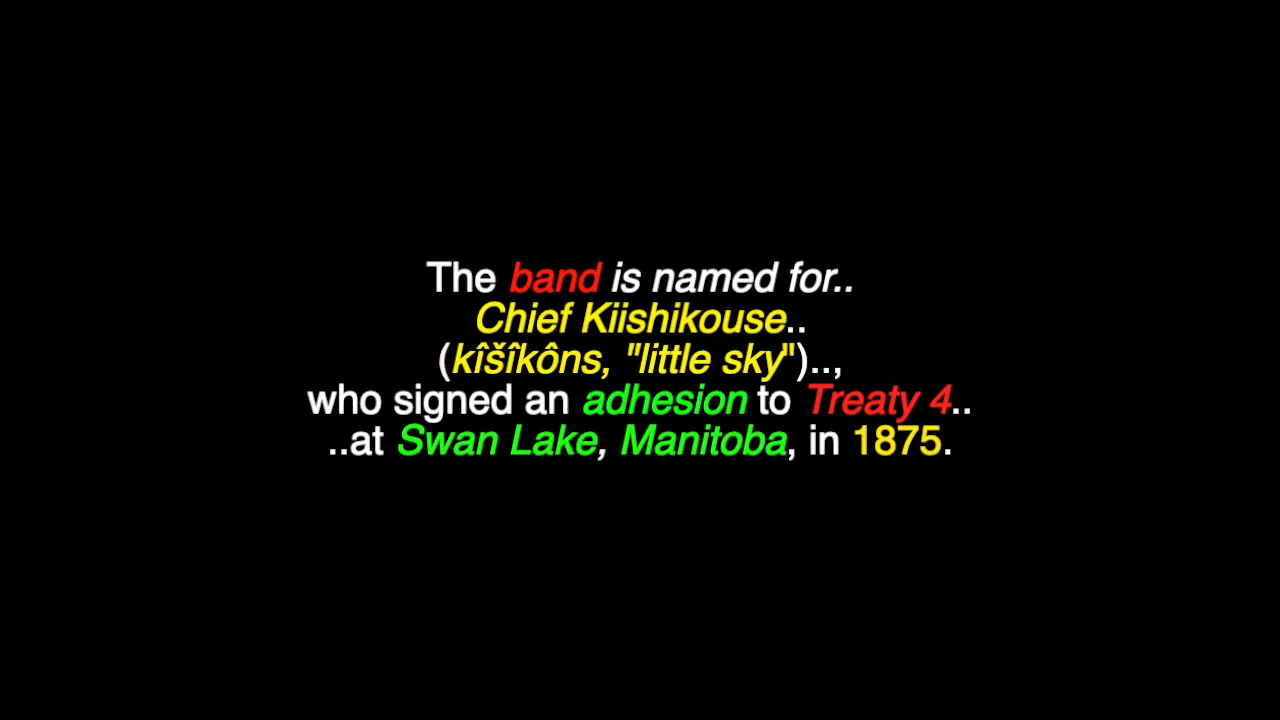 The band is named for..
Chief Kiishikouse..
(kîšîkôns, "little sky")..,
who signed an adhesion to Treaty 4..
..at Swan Lake, Manitoba, in 1875.